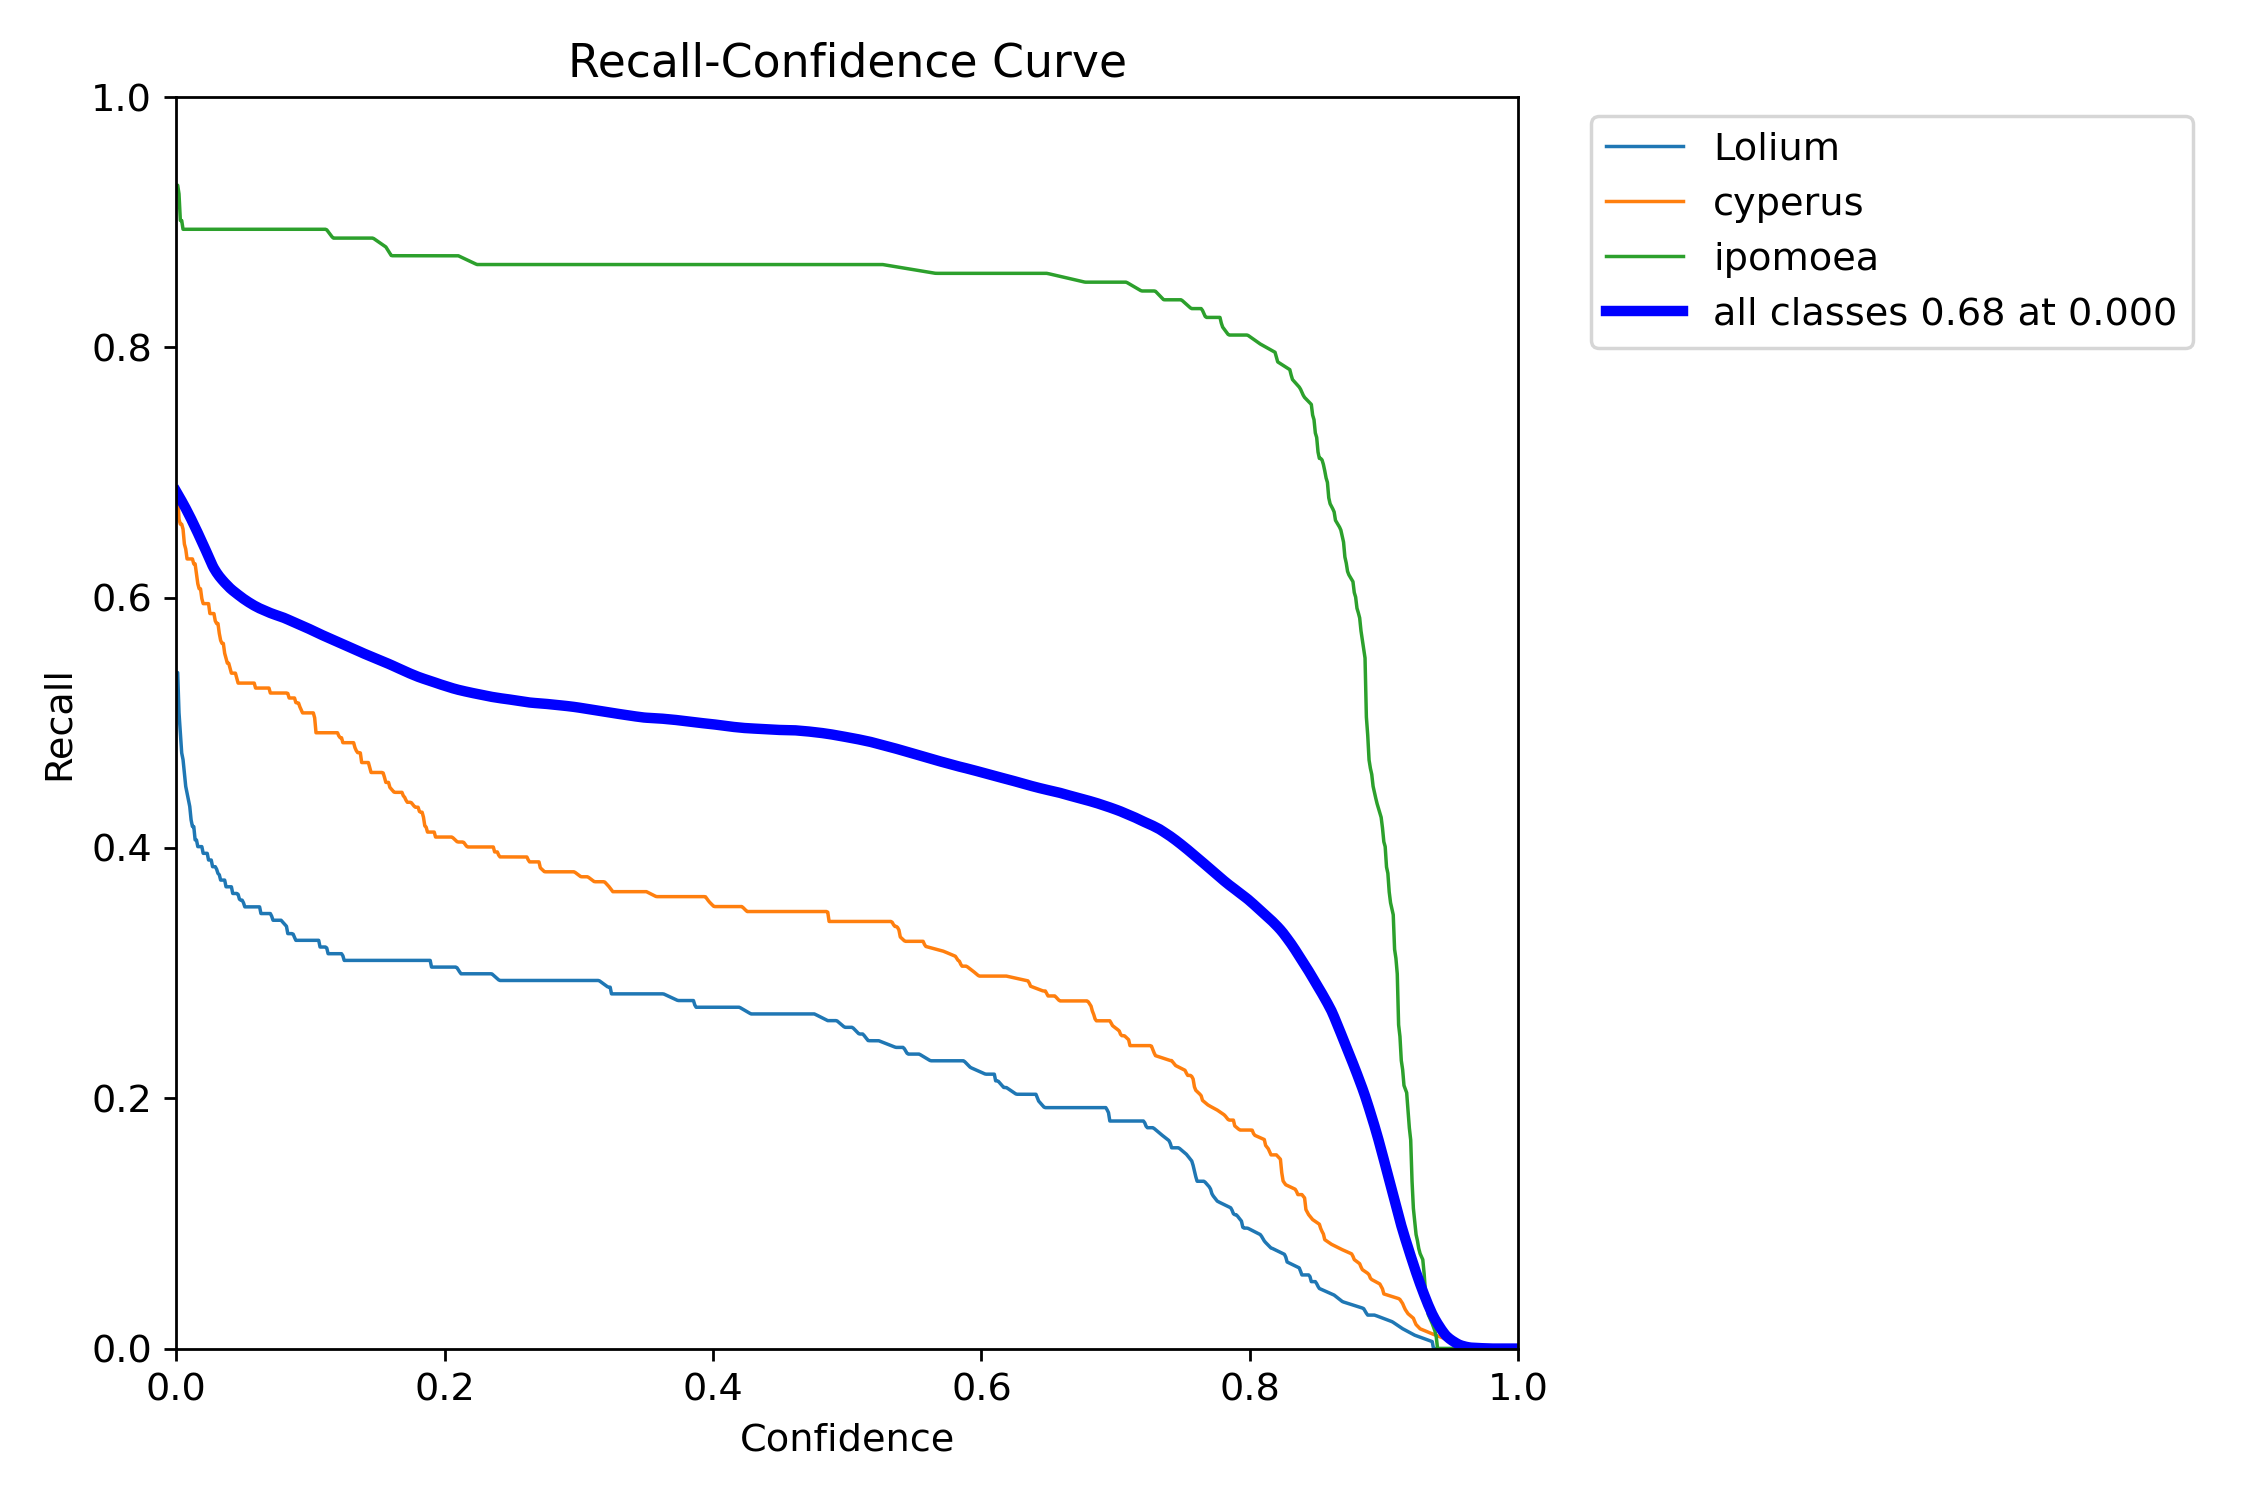 Recall-Confidence Curve
1.0
0.8
0.6
0.4
0.2
0.0
Recall
0.0 0.2 0.4 0.6 0.8 1.0
Confidence
Lolium
cyperus
ipomoea
all classes 0.68 at 0.000